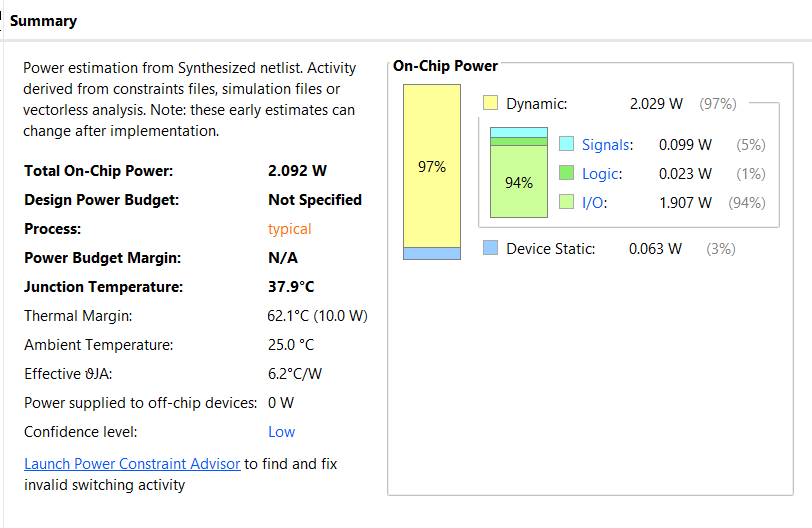 Summary
Power estimation from Synthesized netlist. Activity
derived from constraints files, simulation files or
vectorless analysis. Note: these early estimates can
change after implementation.
Total On-Chip Power: 2.092 W
Design Power Budget: Not Specified
Process: typical
Power Budget Margin: N/A
Junction Temperature: 37.9°C
Thermal Margin: 62.1°C (10.0 W)
Ambient Temperature: 25.0 °C
Effective ϑJA: 6.2°C/W
Power supplied to off-chip devices: 0 W
Confidence level: Low
Launch Power Constraint Advisor to find and fix
invalid switching activity
On-Chip Power
97%
Dynamic: 2.029 W (97%)
94%
Signals: 0.099 W (5%)
Logic: 0.023 W (1%)
I/O: 1.907 W (94%)
Device Static: 0.063 W (3%)